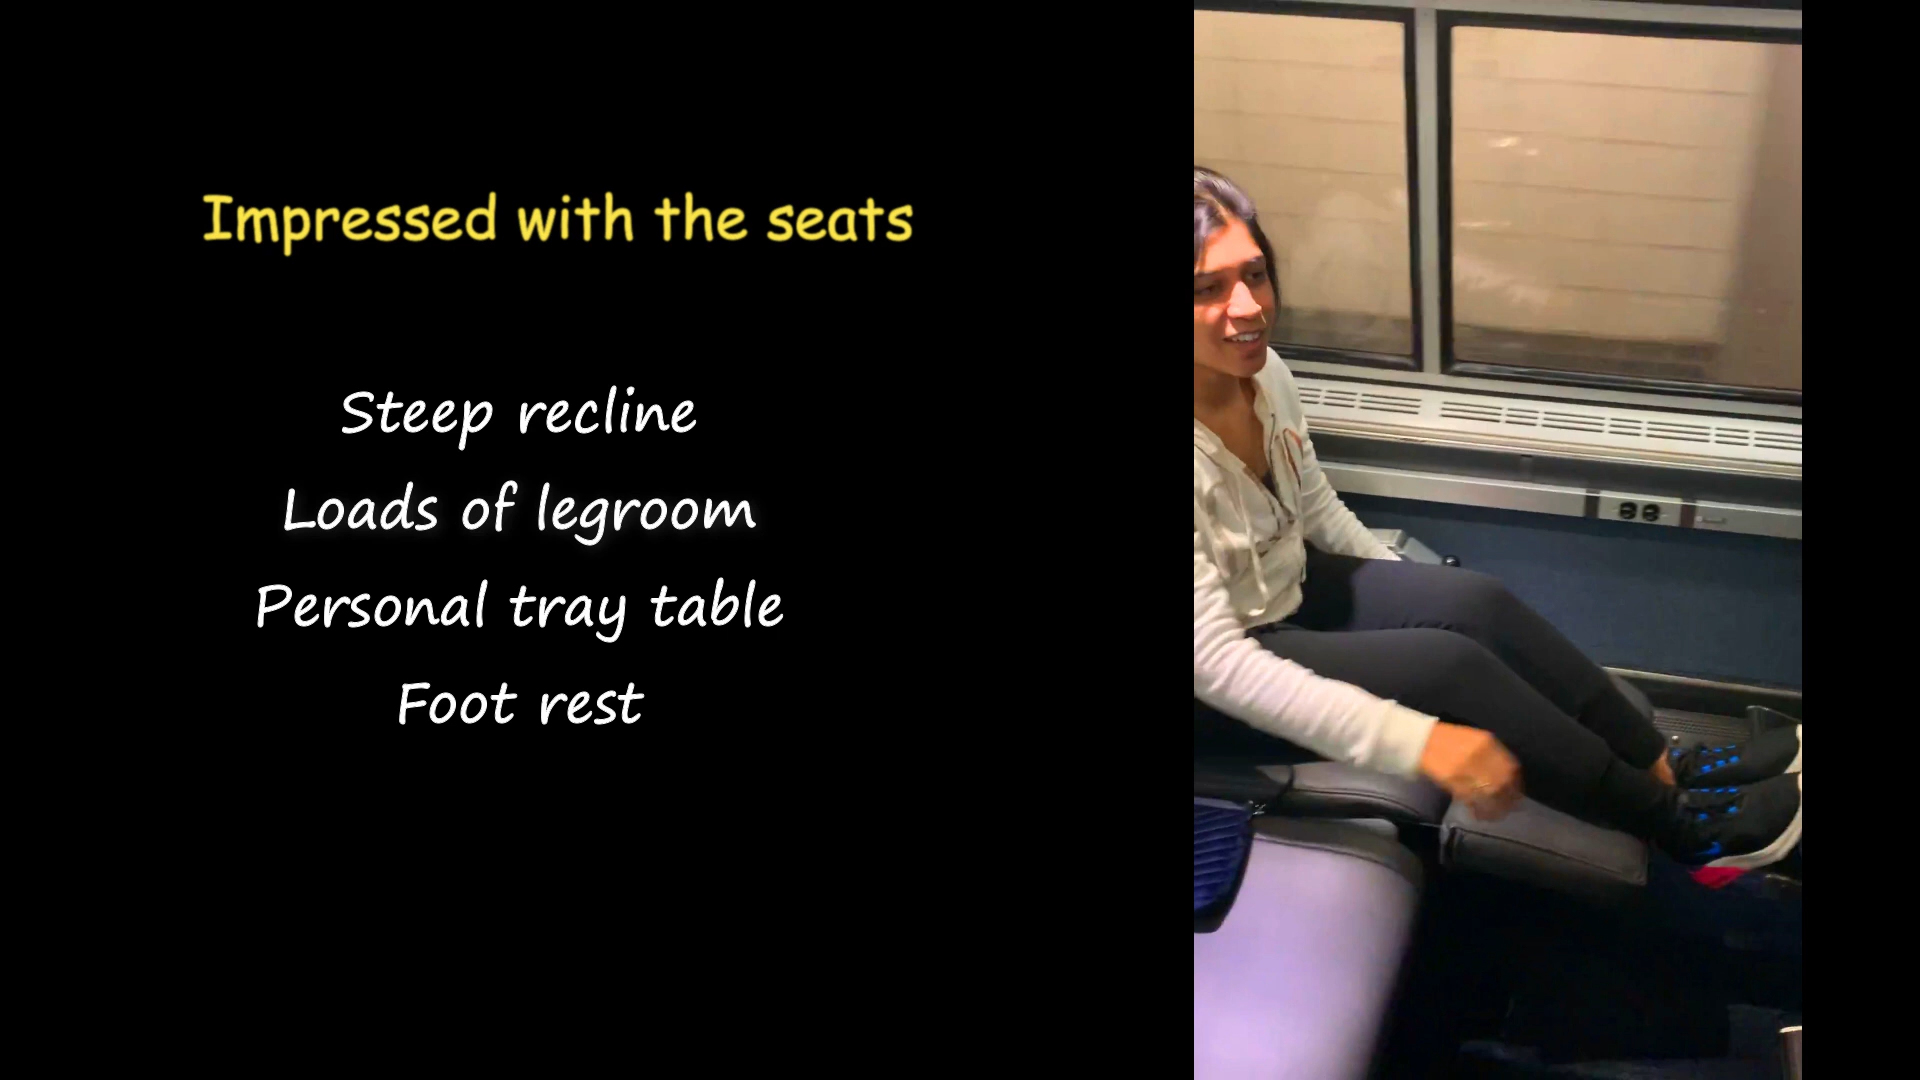 Impressed with the seats
Steep recline
Loads of legroom
Personal tray table
Foot rest